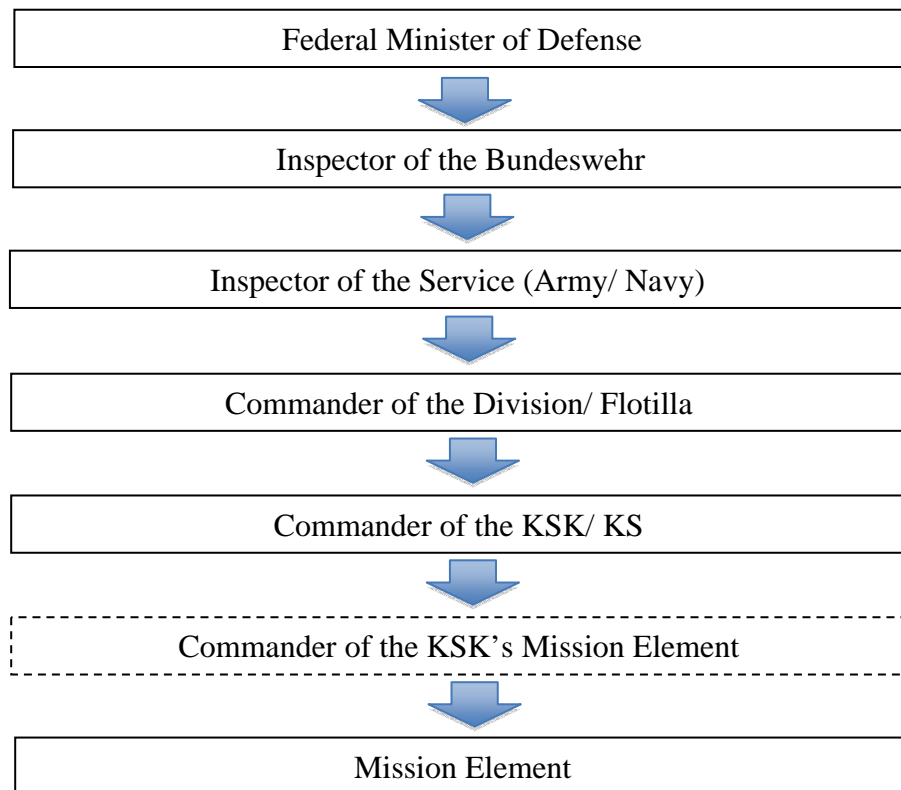 Federal Minister of Defense
Inspector of the Bundeswehr
Inspector of the Service (Army/ Navy)
Commander of the Division/ Flotilla
Commander of the KSK/ KS
Commander of the KSK’s Mission Element
Mission Element